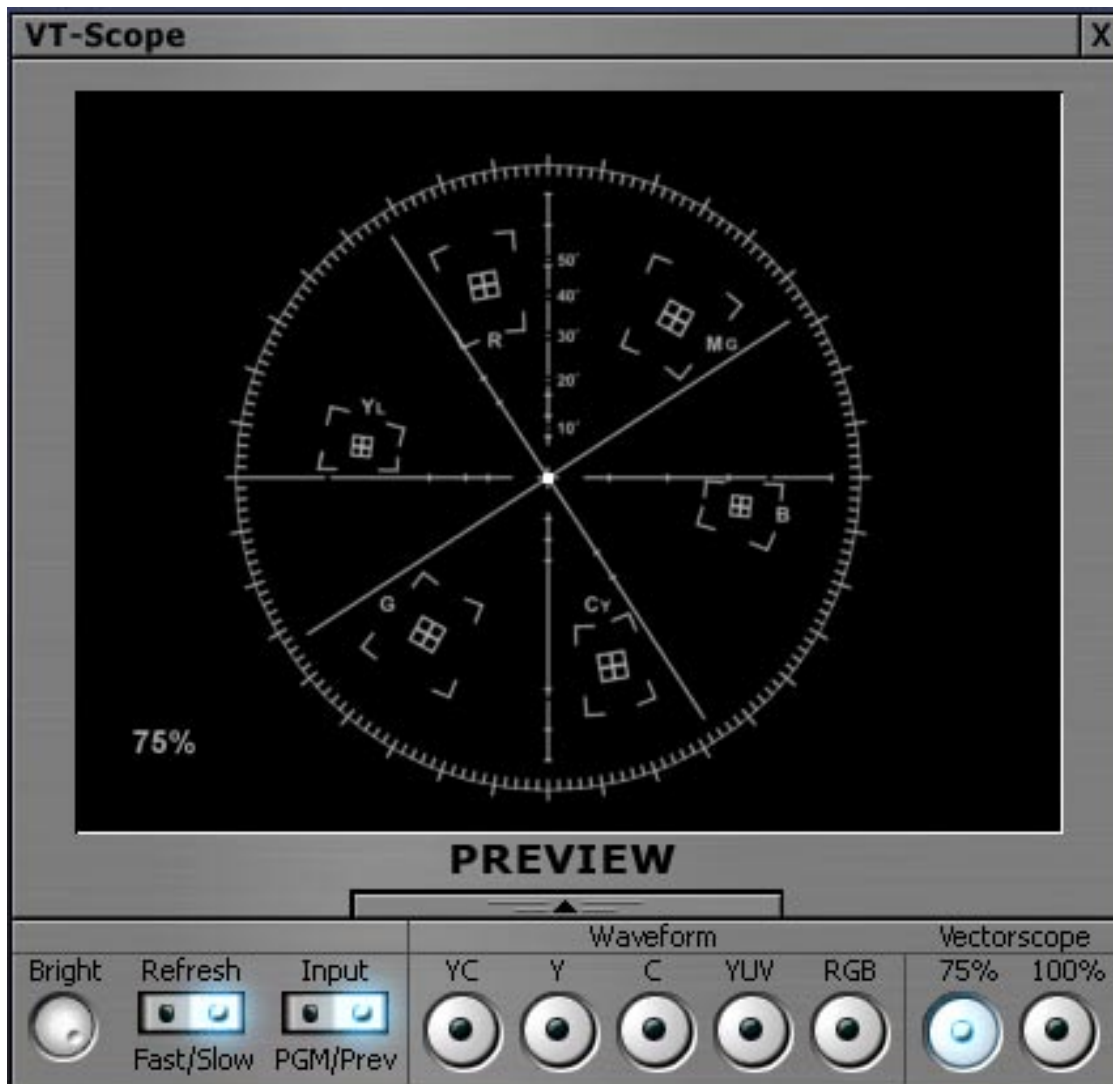 VT-Scope X
50°
40°
R 30° MG
20°
YL
10°
B
G CY
75%
PREVIEW
Waveform Vectorscope
Bright Refresh Input YC Y C YUV RGB 75% 100%
Fast/Slow PGM/Prev